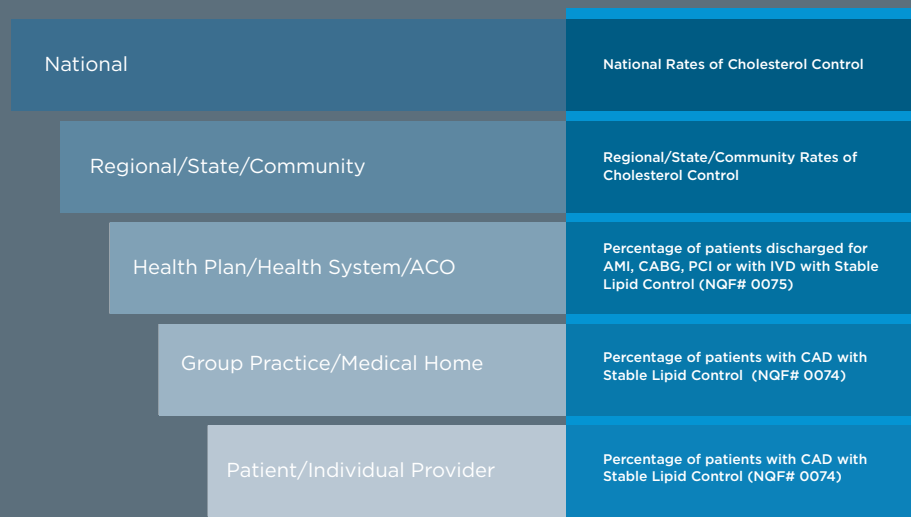 National
National Rates of Cholesterol Control
Regional/State/Community
Regional/State/Community Rates of
Cholesterol Control
Health Plan/Health System/ACO
Percentage of patients discharged for
AMI, CABG, PCI or with IVD with Stable
Lipid Control (NQF# 0075)
Group Practice/Medical Home
Percentage of patients with CAD with
Stable Lipid Control  (NQF# 0074)
Patient/Individual Provider
Percentage of patients with CAD with
Stable Lipid Control (NQF# 0074)